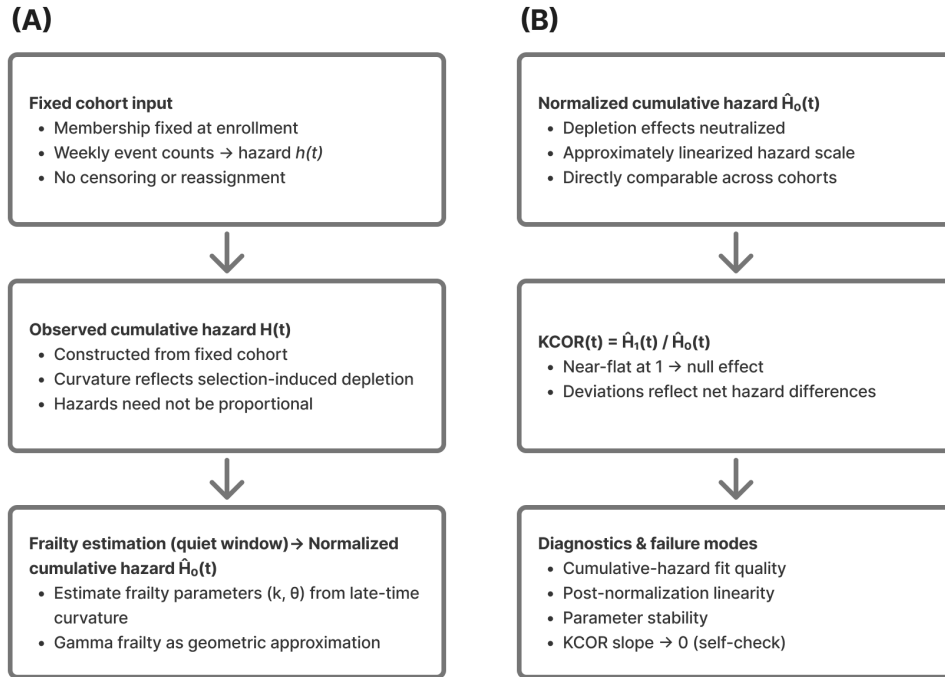 (A)
Fixed cohort input
• Membership fixed at enrollment
• Weekly event counts → hazard h(t)
• No censoring or reassignment
Observed cumulative hazard H(t)
• Constructed from fixed cohort
• Curvature reflects selection-induced depletion
• Hazards need not be proportional
Frailty estimation (quiet window)→ Normalized
cumulative hazard Ĥ₀(t)
• Estimate frailty parameters (k, θ) from late-time
curvature
• Gamma frailty as geometric approximation
(B)
Normalized cumulative hazard Ĥ₀(t)
• Depletion effects neutralized
• Approximately linearized hazard scale
• Directly comparable across cohorts
KCOR(t) = Ĥ₁(t) / Ĥ₀(t)
• Near-flat at 1 → null effect
• Deviations reflect net hazard differences
Diagnostics & failure modes
• Cumulative-hazard fit quality
• Post-normalization linearity
• Parameter stability
• KCOR slope → 0 (self-check)